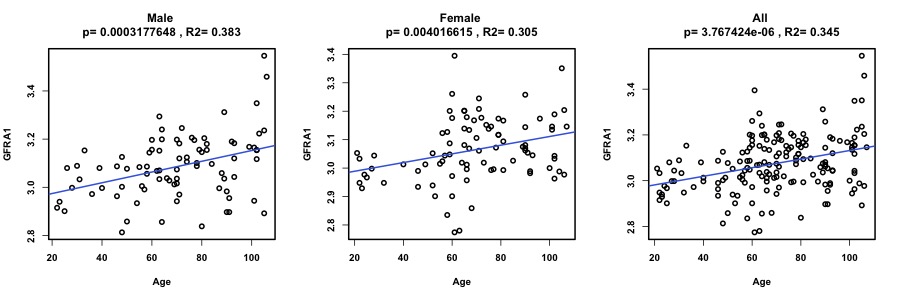 Male
p= 0.0003177648 , R2= 0.383
GFRA1
3.4
3.2
3.0
2.8
20 40 60 80 100
Age
Female
p= 0.004016615 , R2= 0.305
GFRA1
3.4
3.3
3.2
3.1
3.0
2.9
2.8
20 40 60 80 100
Age
All
p= 3.767424e-06 , R2= 0.345
GFRA1
3.4
3.2
3.0
2.8
20 40 60 80 100
Age